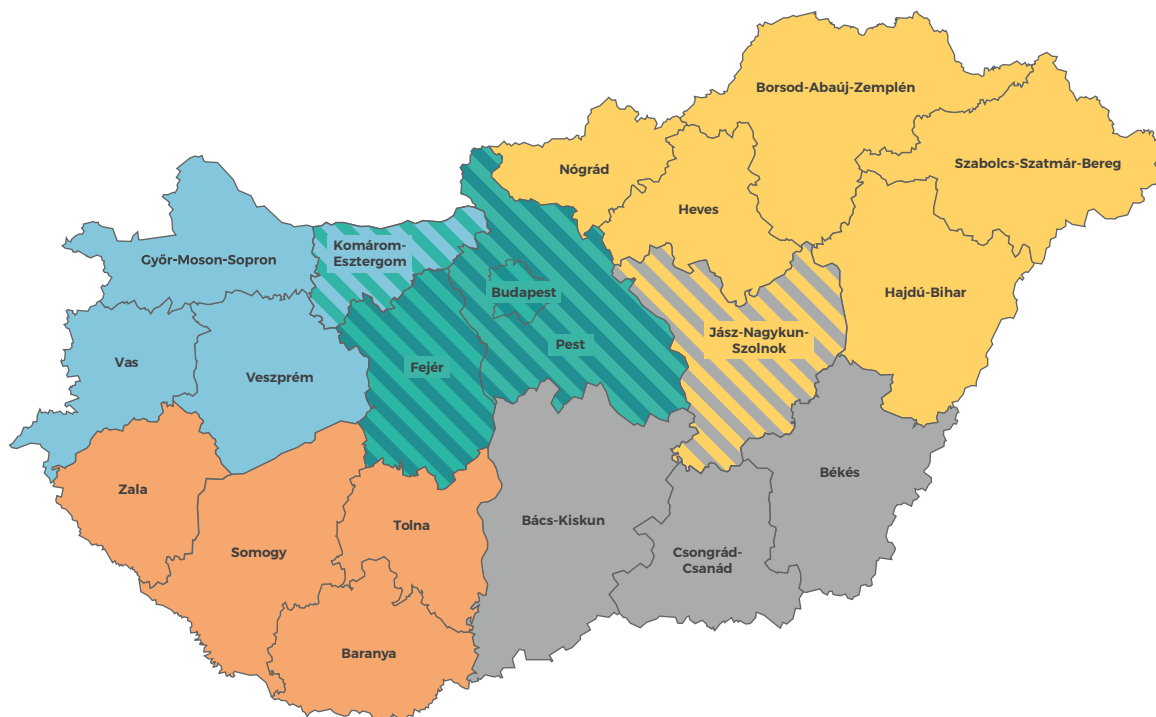 Borsod-Abaúj-Zemplén
Szabolcs-Szatmár-Bereg
Nógrád
Heves
Komárom-
Esztergom
Győr-Moson-Sopron
Budapest
Hajdú-Bihar
Jász-Nagykun-
Szolnok
Pest
Vas
Fejér
Veszprém
Békés
Zala
Bács-Kiskun
Tolna
Somogy
Csongrád-
Csanád
Baranya